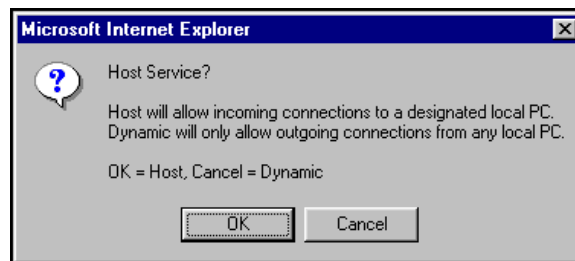 Microsoft Internet Explorer
Host Service?
Host will allow incoming connections to a designated local PC.
Dynamic will only allow outgoing connections from any local PC.
OK = Host, Cancel = Dynamic
OK
Cancel